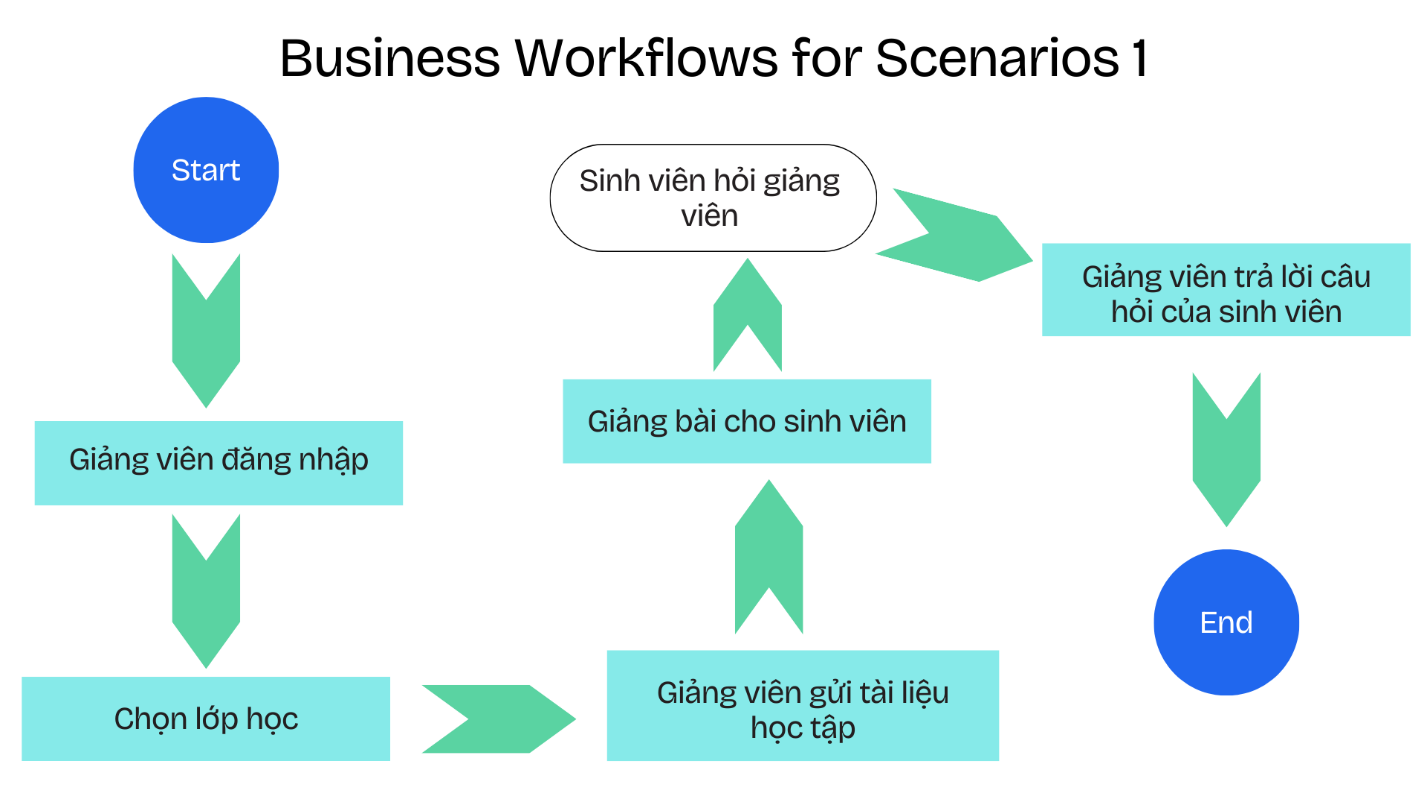 Business Workflows for Scenarios 1
Start
Giảng viên đăng nhập
Chọn lớp học
Giảng viên gửi tài liệu
học tập
Giảng bài cho sinh viên
Sinh viên hỏi giảng
viên
Giảng viên trả lời câu
hỏi của sinh viên
End